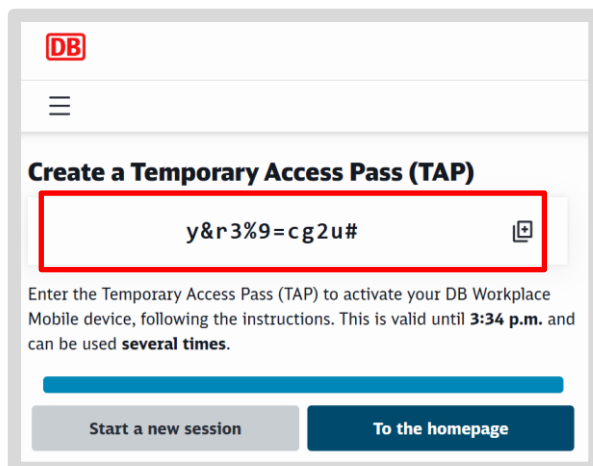 DB
Create a Temporary Access Pass (TAP)
y&r3%9=cg2u#
Enter the Temporary Access Pass (TAP) to activate your DB Workplace
Mobile device, following the instructions. This is valid until 3:34 p.m. and
can be used several times.
Start a new session
To the homepage